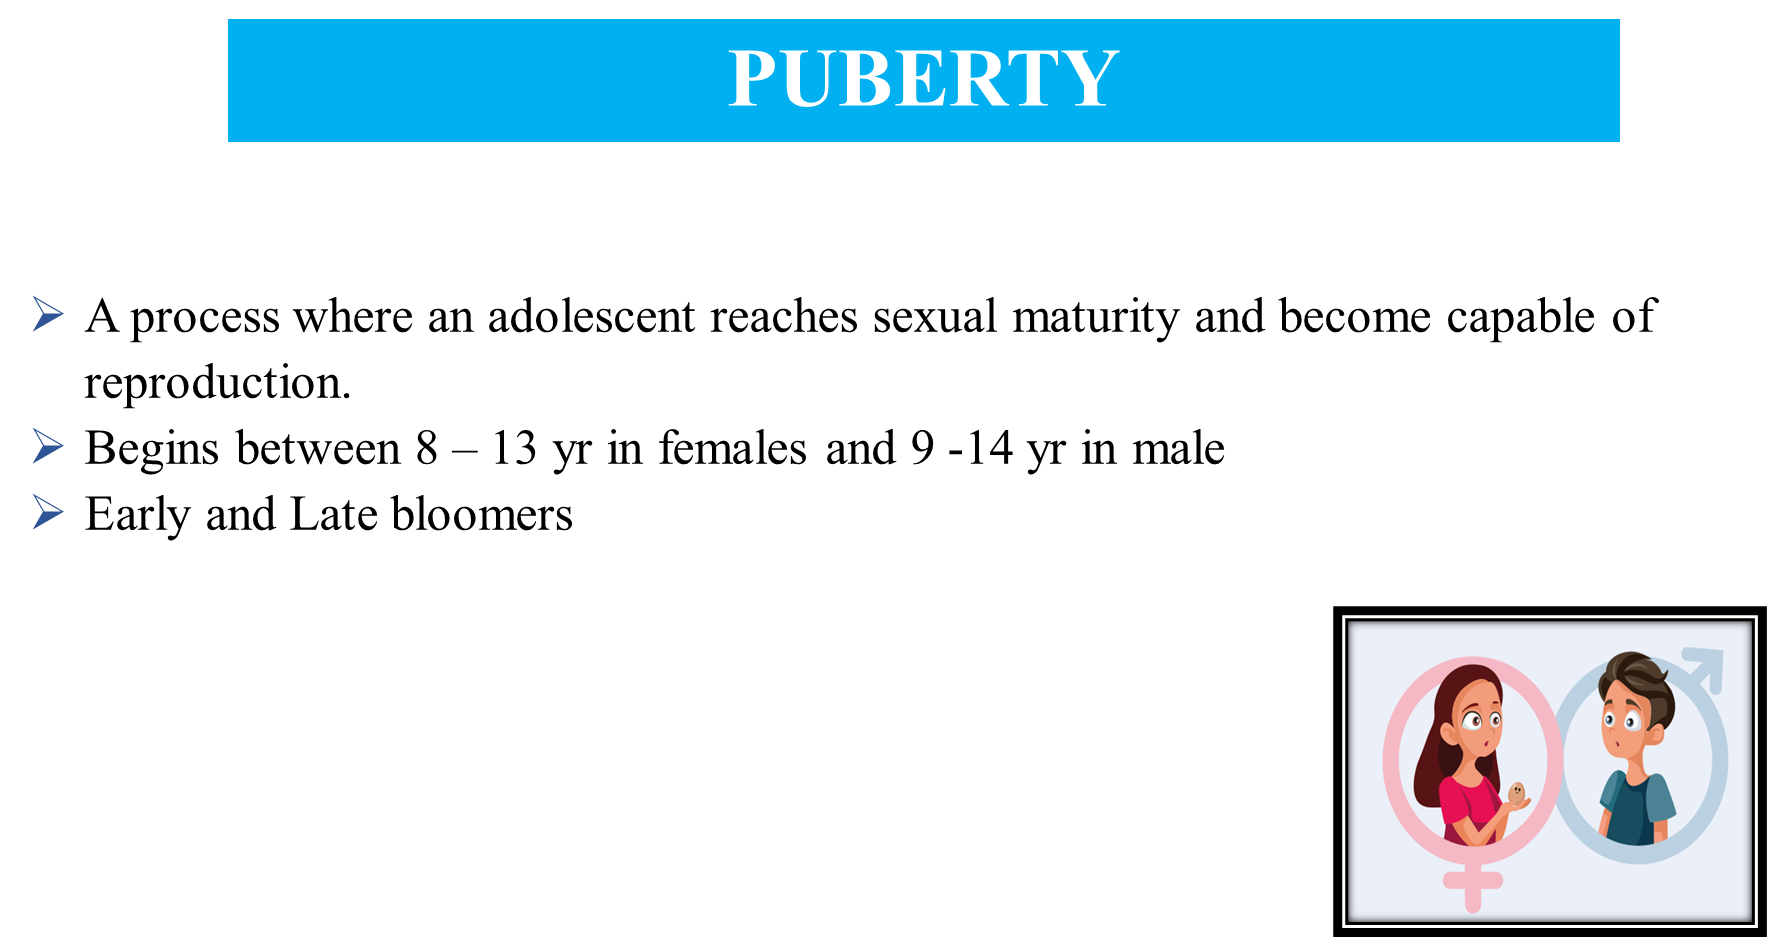 PUBERTY
➢ A process where an adolescent reaches sexual maturity and become capable of
reproduction.
➢ Begins between 8 – 13 yr in females and 9 -14 yr in male
➢ Early and Late bloomers